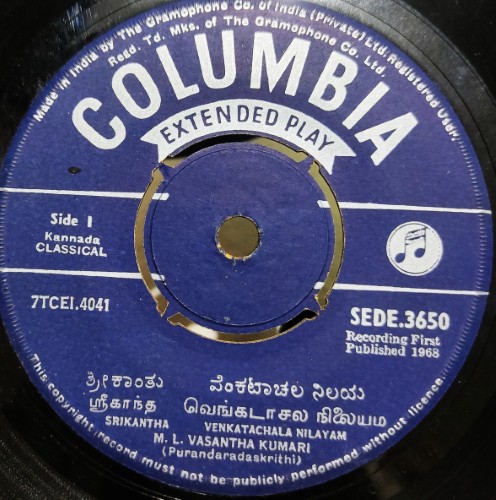 Made in India by The Gramophone Co. of India (Private) Ltd. Registered User.
Regd. Td. Mks. of The Gramophone Co. Ltd.
COLUMBIA
EXTENDED PLAY
Side 1
Kannada
CLASSICAL
7TCEI.4041
SEDE.3650
Recording First
Published 1968
ಶ್ರೀಕಾಂತು ವೆಂಕಟಾಚಲ ನಿಲಯ
ஸ்ரீகாந்த வெங்கடாசல நிலையம
SRIKANTHA VENKATACHALA NILAYAM
M. L. VASANTHA KUMARI
(Purandaradaskrithi)
This copyright record must not be publicly performed without licence.